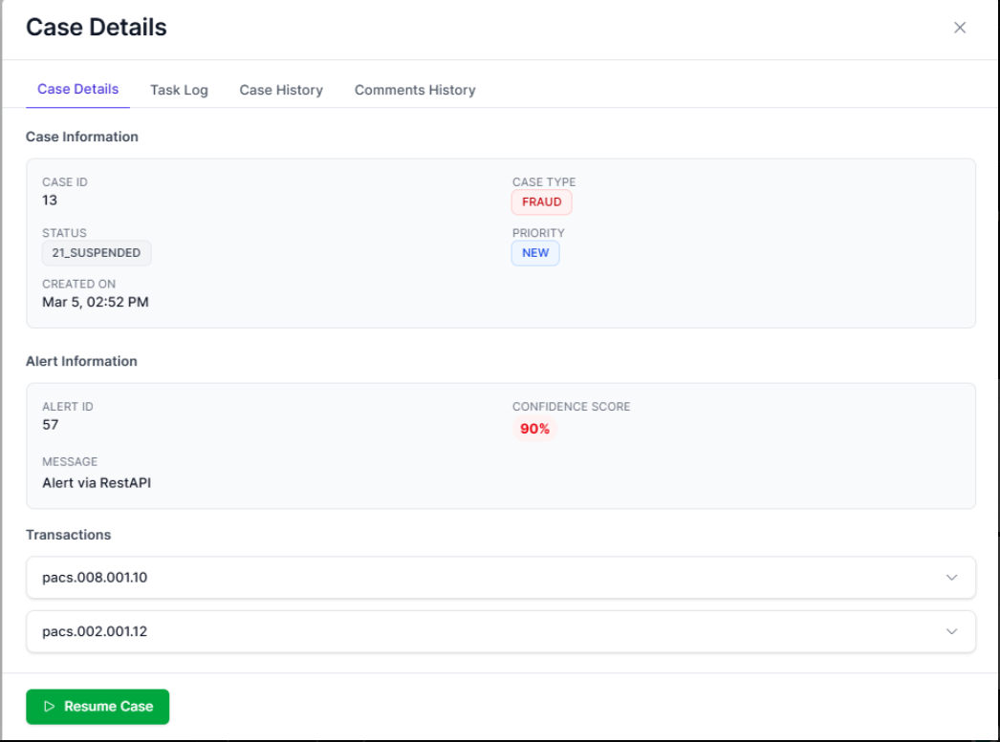 Case Details
Case Details Task Log Case History Comments History
Case Information
CASE ID CASE TYPE
13 FRAUD
STATUS PRIORITY
21_SUSPENDED NEW
CREATED ON
Mar 5, 02:52 PM
Alert Information
ALERT ID CONFIDENCE SCORE
57 90%
MESSAGE
Alert via RestAPI
Transactions
pacs.008.001.10
pacs.002.001.12
Resume Case